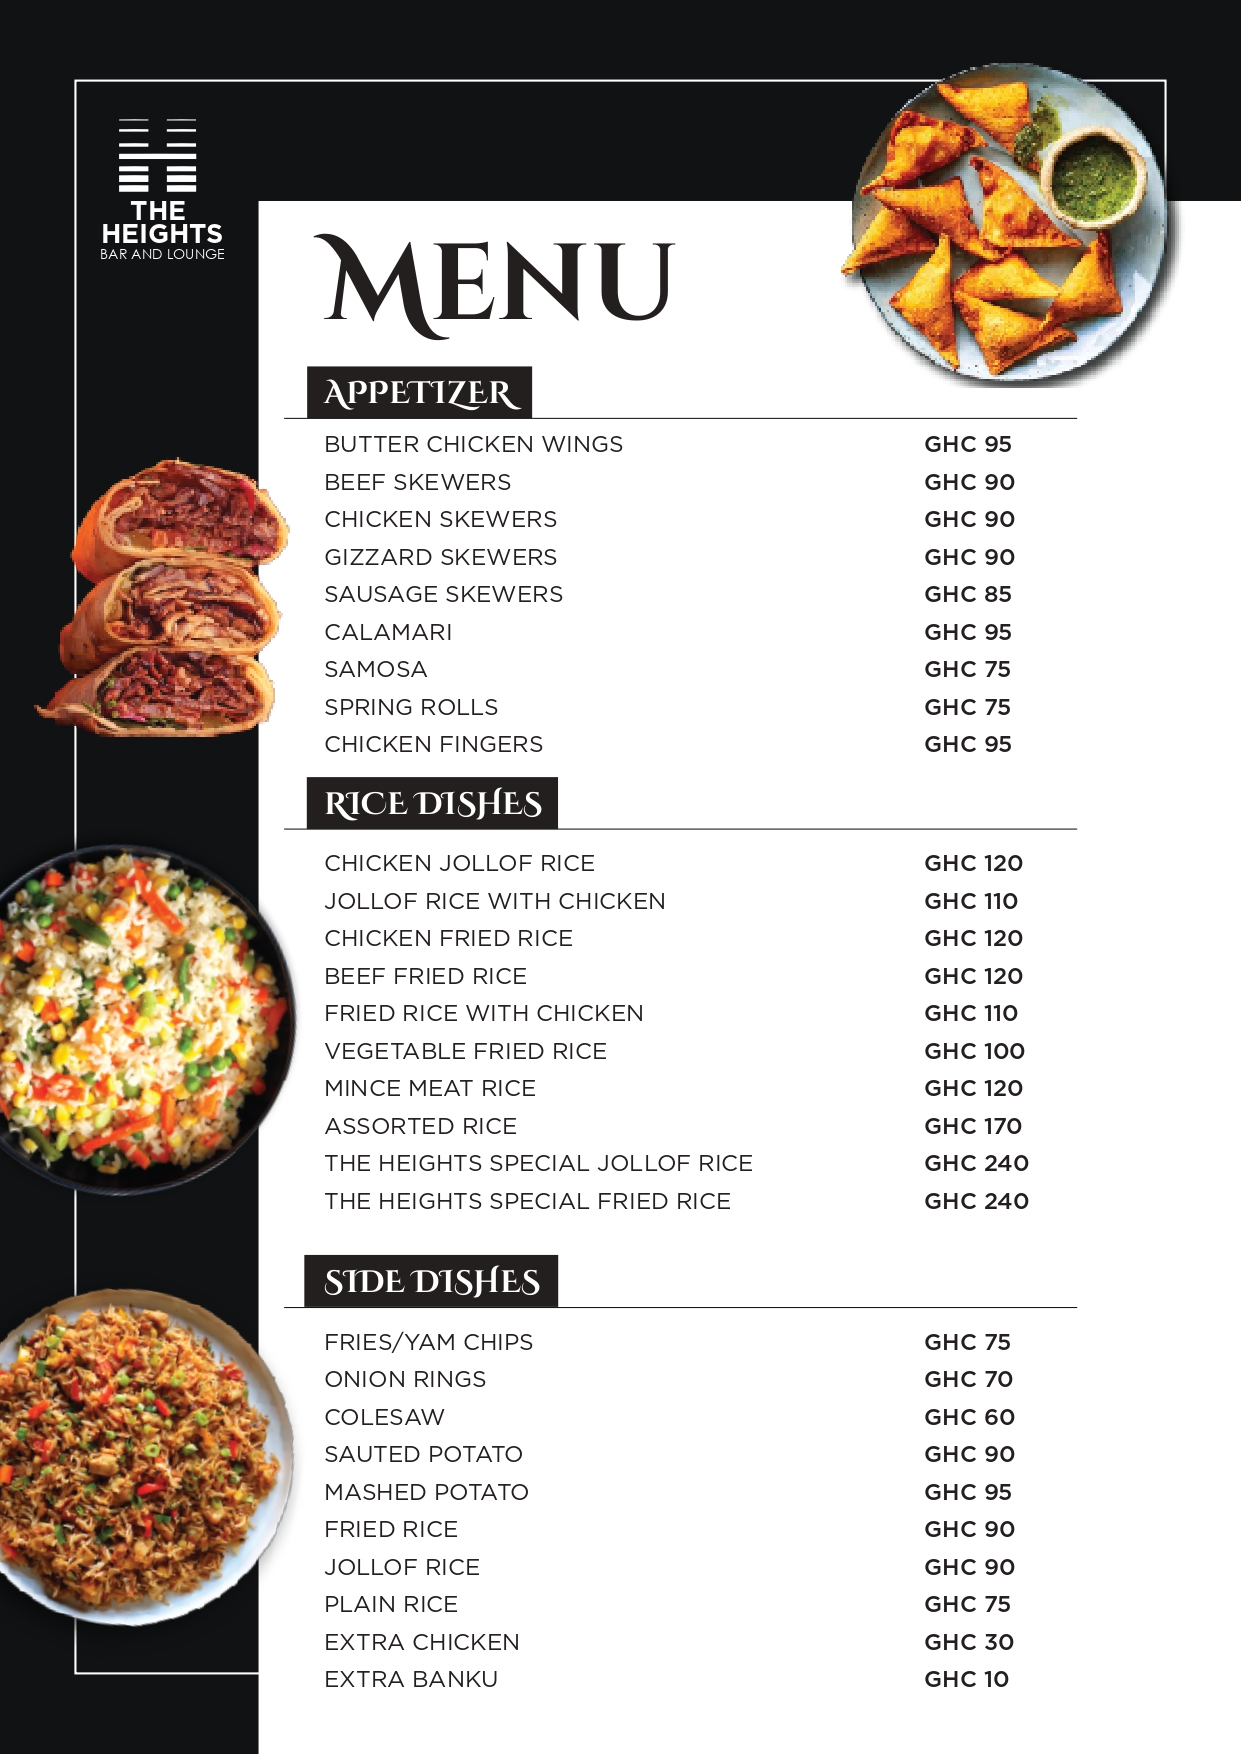 THE
HEIGHTS
BAR AND LOUNGE
MENU
APPETIZER
BUTTER CHICKEN WINGS GHC 95
BEEF SKEWERS GHC 90
CHICKEN SKEWERS GHC 90
GIZZARD SKEWERS GHC 90
SAUSAGE SKEWERS GHC 85
CALAMARI GHC 95
SAMOSA GHC 75
SPRING ROLLS GHC 75
CHICKEN FINGERS GHC 95
RICE DISHES
CHICKEN JOLLOF RICE GHC 120
JOLLOF RICE WITH CHICKEN GHC 110
CHICKEN FRIED RICE GHC 120
BEEF FRIED RICE GHC 120
FRIED RICE WITH CHICKEN GHC 110
VEGETABLE FRIED RICE GHC 100
MINCE MEAT RICE GHC 120
ASSORTED RICE GHC 170
THE HEIGHTS SPECIAL JOLLOF RICE GHC 240
THE HEIGHTS SPECIAL FRIED RICE GHC 240
SIDE DISHES
FRIES/YAM CHIPS GHC 75
ONION RINGS GHC 70
COLESAW GHC 60
SAUTED POTATO GHC 90
MASHED POTATO GHC 95
FRIED RICE GHC 90
JOLLOF RICE GHC 90
PLAIN RICE GHC 75
EXTRA CHICKEN GHC 30
EXTRA BANKU GHC 10